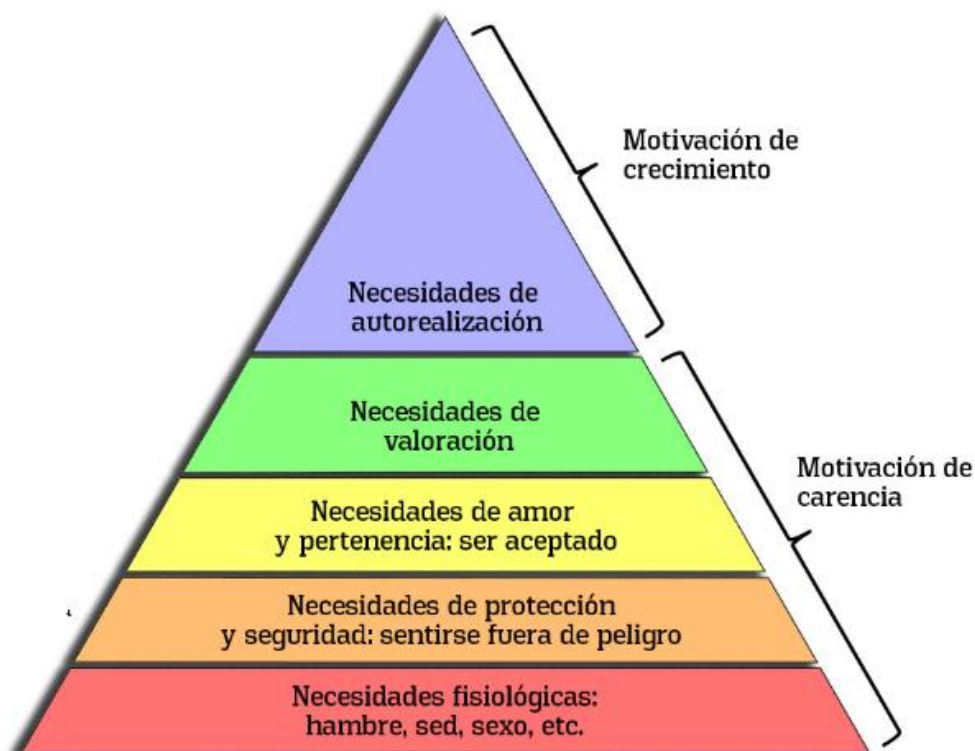 Motivación de
crecimiento
Necesidades de
autorealización
Necesidades de
valoración
Motivación de
carencia
Necesidades de amor
y pertenencia: ser aceptado
Necesidades de protección
y seguridad: sentirse fuera de peligro
Necesidades fisiológicas:
hambre, sed, sexo, etc.